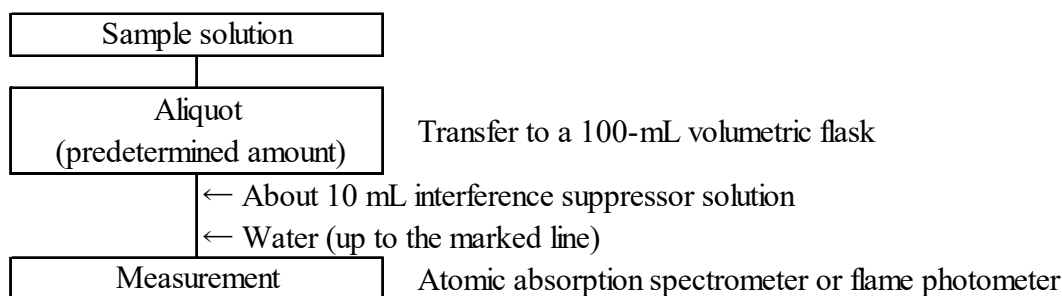 Sample solution
Aliquot
(predetermined amount)
Transfer to a 100-mL volumetric flask
← About 10 mL interference suppressor solution
← Water (up to the marked line)
Measurement
Atomic absorption spectrometer or flame photometer